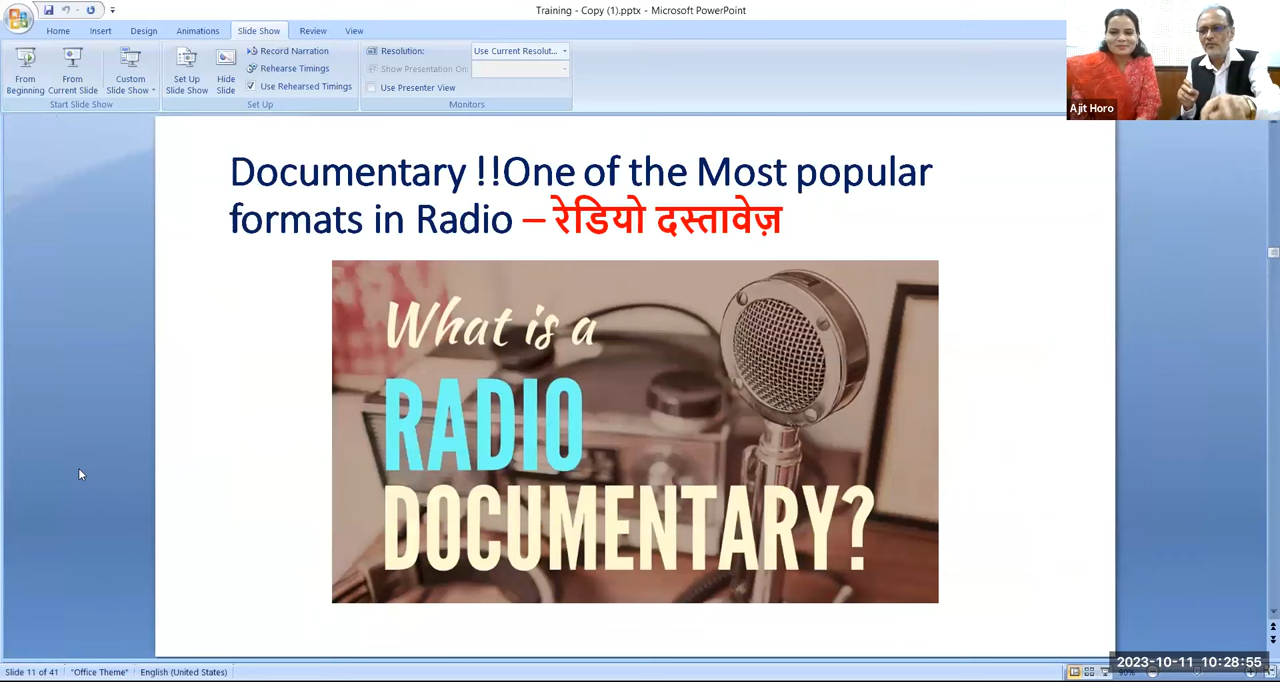 Training - Copy (1).pptx - Microsoft PowerPoint
Home Insert Design Animations Slide Show Review View
From Beginning
From Current Slide
Custom Slide Show
Start Slide Show
Set Up Slide Show
Hide Slide
Record Narration
Rehearse Timings
Use Rehearsed Timings
Set Up
Resolution: Use Current Resolut...
Show Presentation On:
Use Presenter View
Monitors
Ajit Horo
Documentary !!One of the Most popular
formats in Radio – रेडियो दस्तावेज़
What is a
RADIO
DOCUMENTARY?
Slide 11 of 41 "Office Theme" English (United States)
90%
2023-10-11 10:28:55